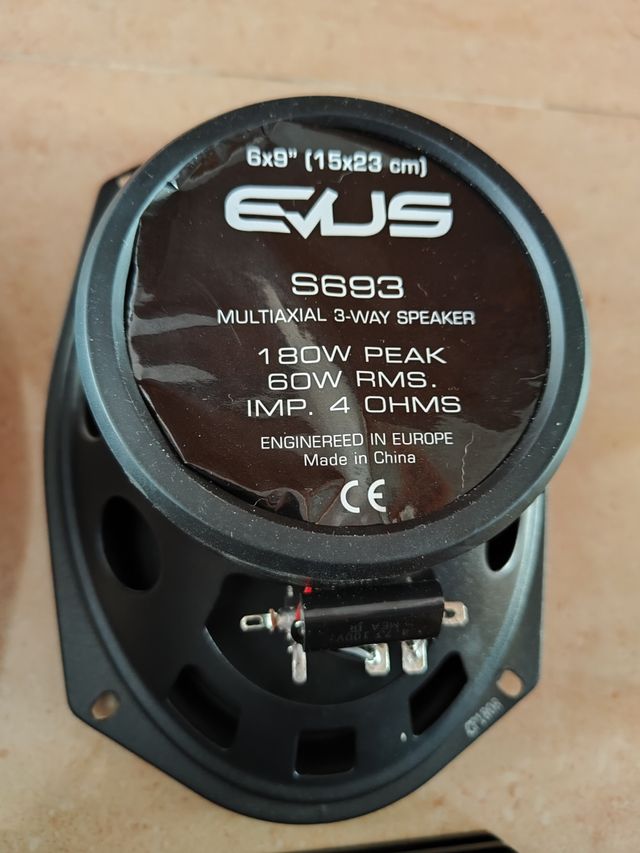 6x9" (15x23 cm)
EVUS
S693
MULTIAXIAL 3-WAY SPEAKER
180W PEAK
60W RMS.
IMP. 4 OHMS
ENGINEREED IN EUROPE
Made in China
CE